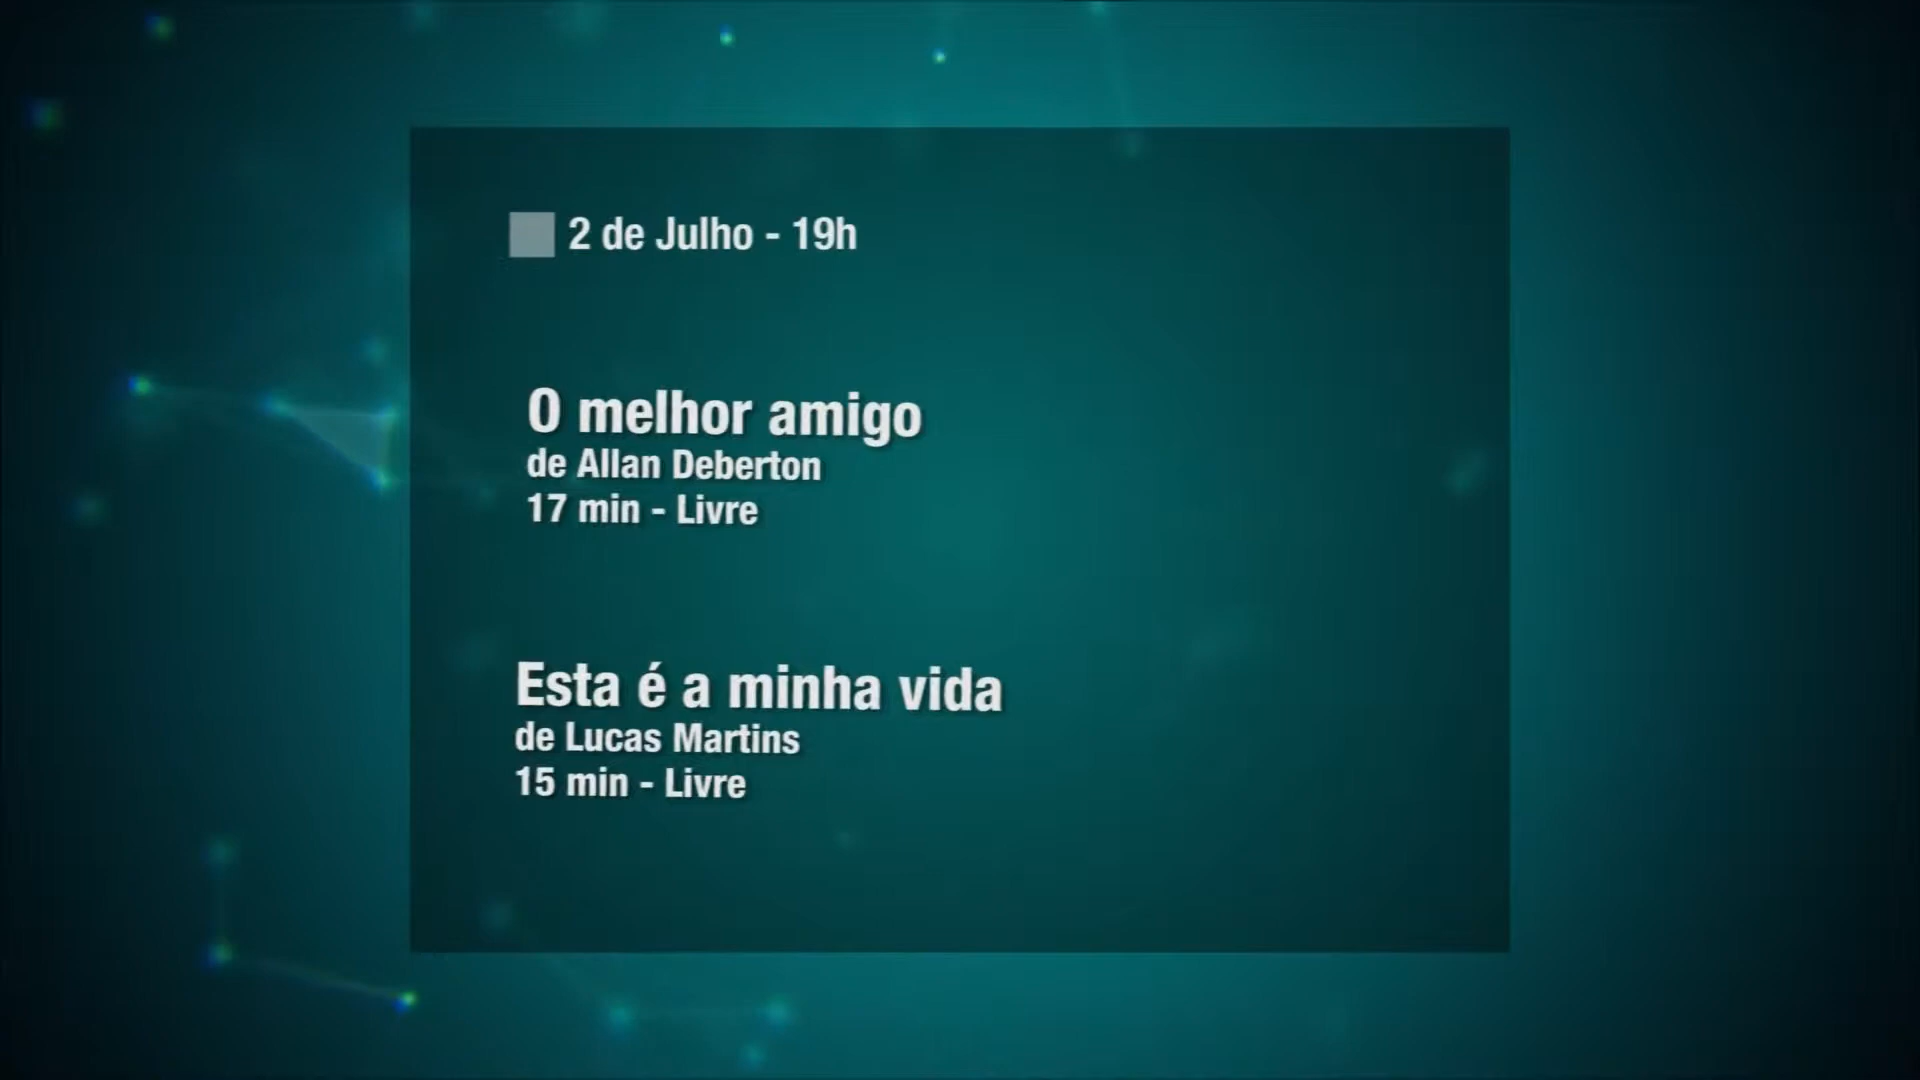 2 de Julho - 19h
O melhor amigo
de Allan Deberton
17 min - Livre
Esta é a minha vida
de Lucas Martins
15 min - Livre